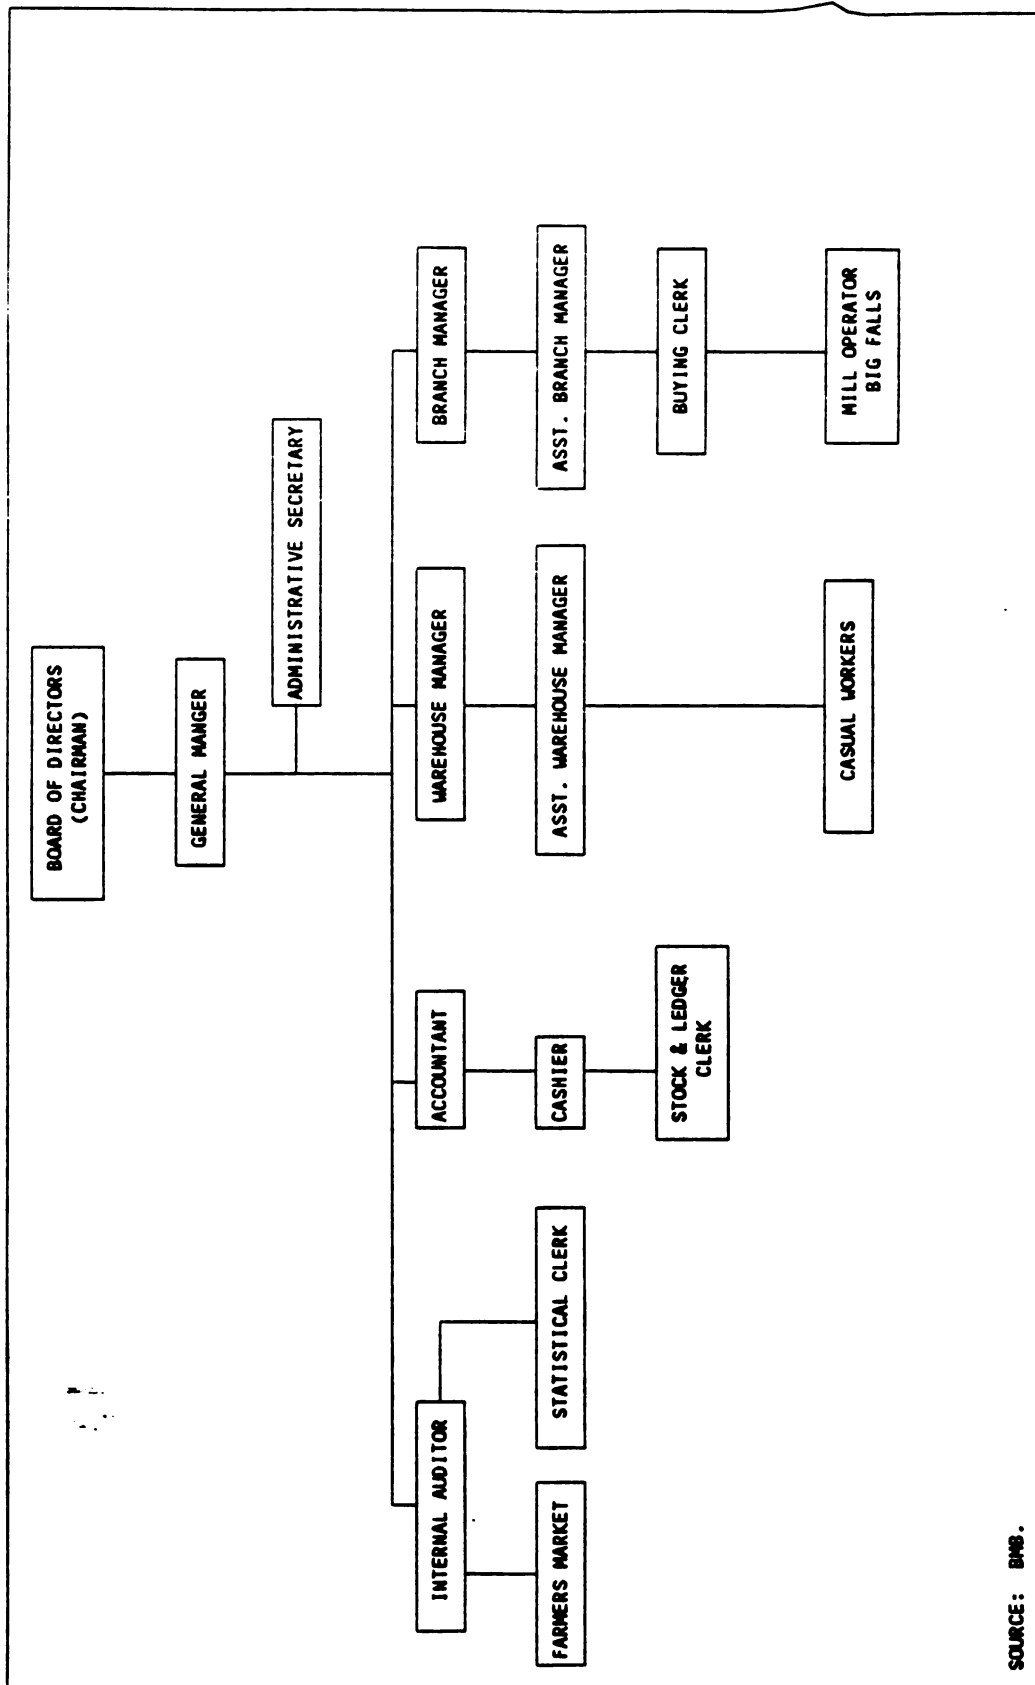 BOARD OF DIRECTORS
(CHAIRMAN)
GENERAL MANGER
ADMINISTRATIVE SECRETARY
INTERNAL AUDITOR
ACCOUNTANT
WAREHOUSE MANAGER
BRANCH MANAGER
FARMERS MARKET
STATISTICAL CLERK
CASHIER
ASST. WAREHOUSE MANAGER
ASST. BRANCH MANAGER
STOCK & LEDGER
CLERK
BUYING CLERK
CASUAL WORKERS
MILL OPERATOR
BIG FALLS
SOURCE: BMB.